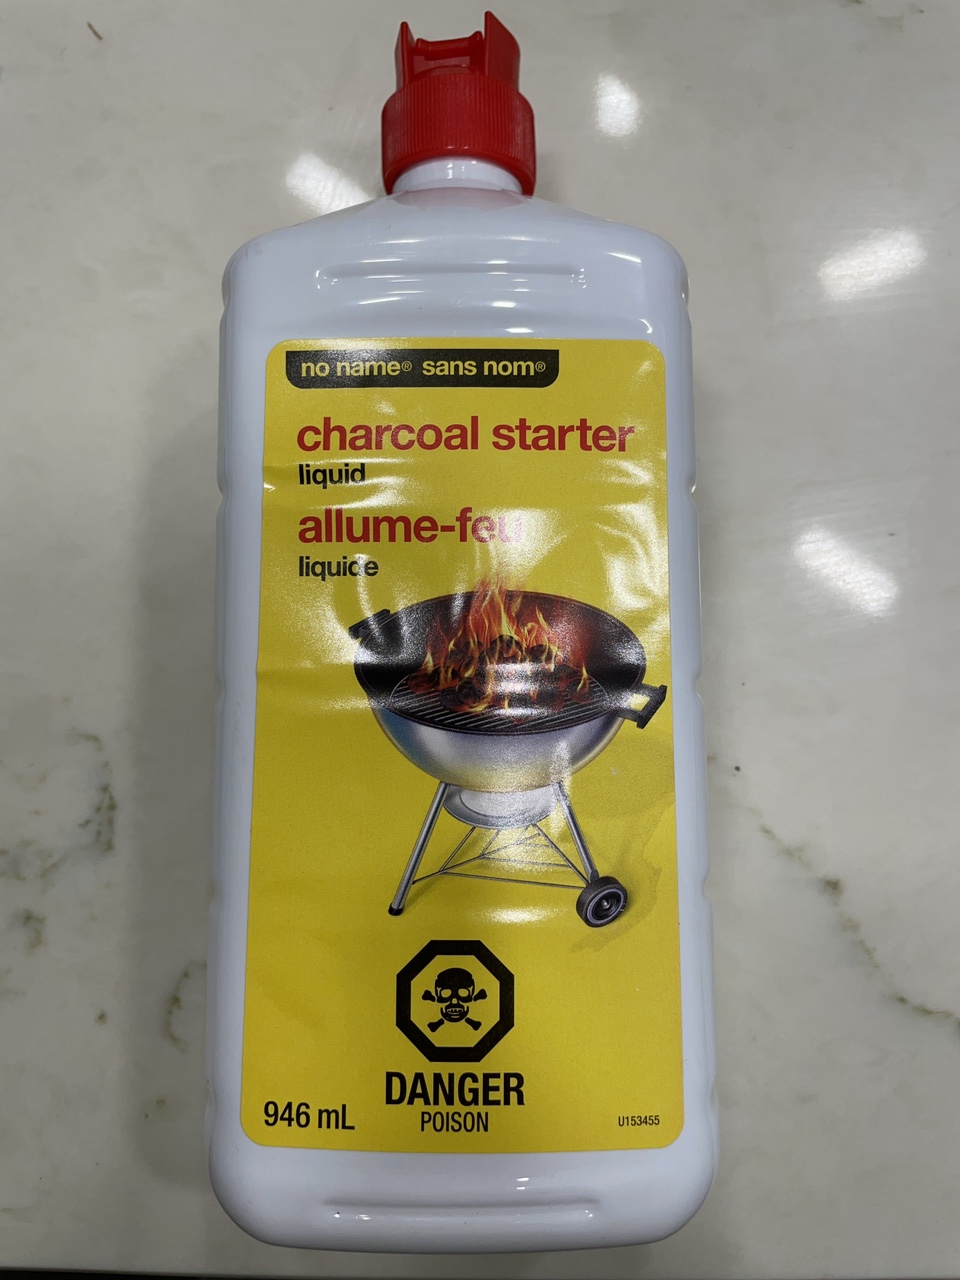 no name® sans nom®
charcoal starter
liquid
allume-feu
liquide
DANGER
POISON
946 mL
U153455